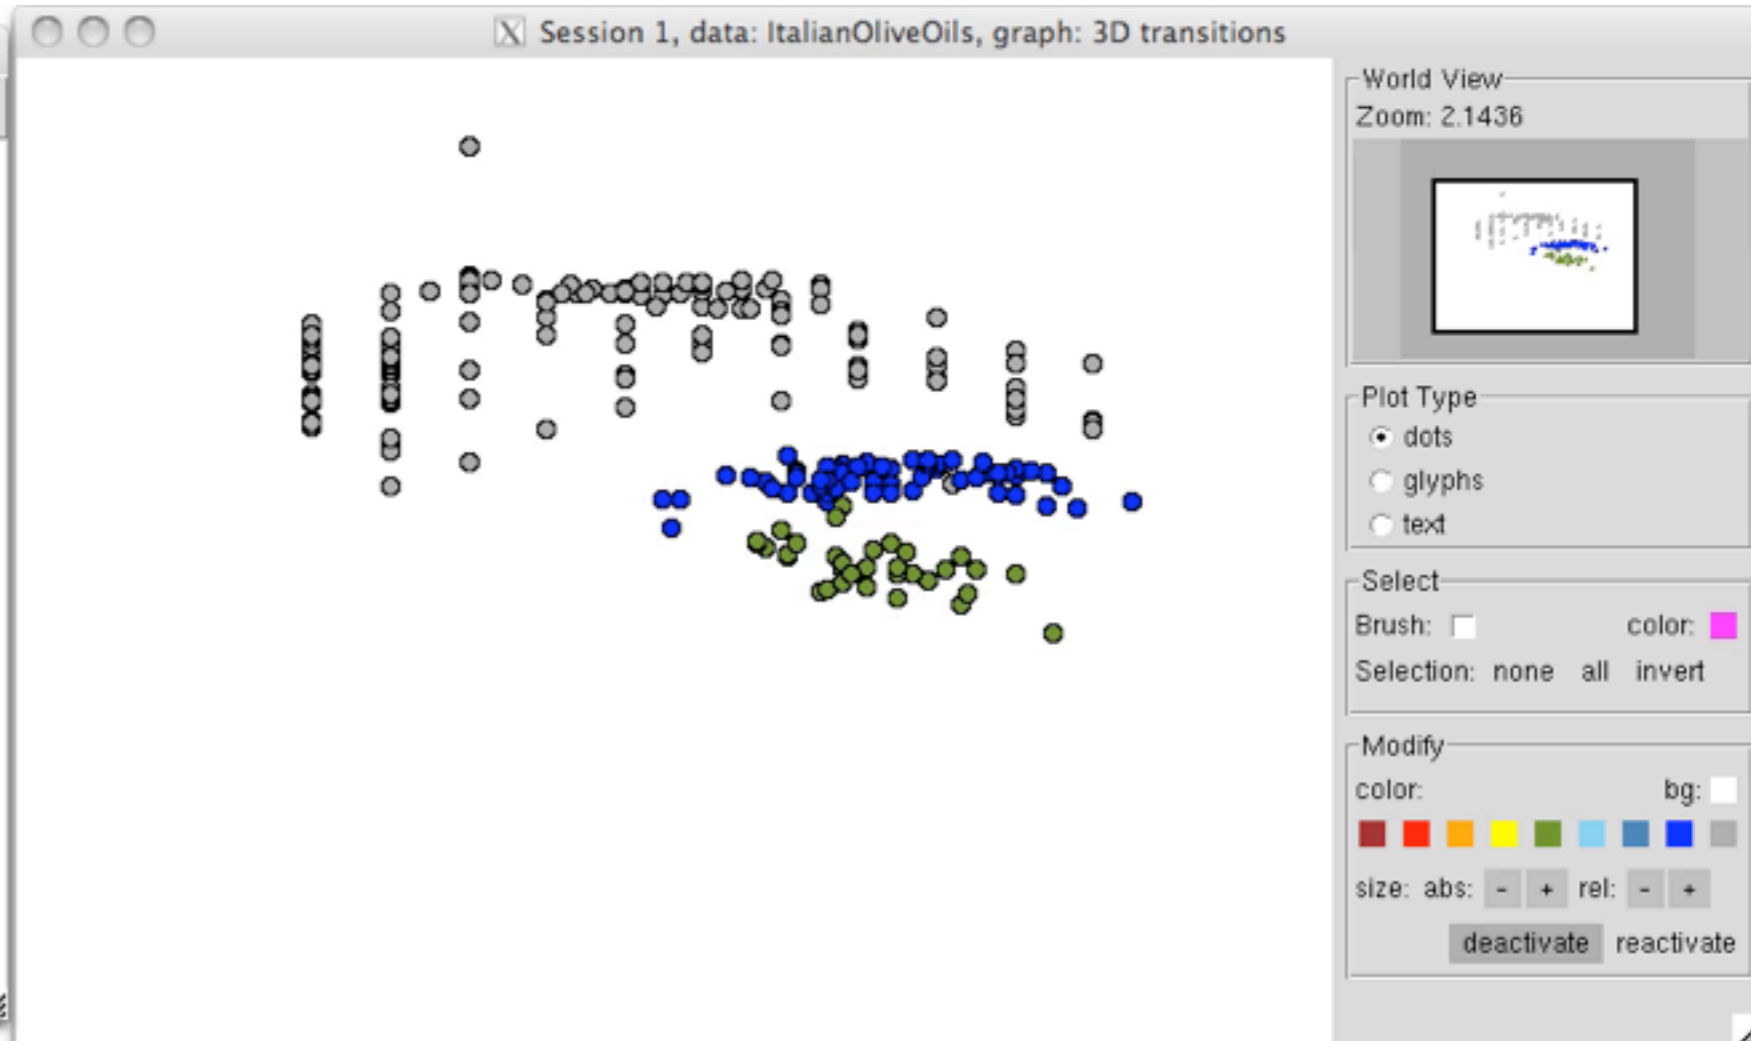 Session 1, data: ItalianOliveOils, graph: 3D transitions
World View
Zoom: 2.1436
Plot Type
dots
glyphs
text
Select
Brush: color:
Selection: none all invert
Modify
color: bg:
size: abs: - + rel: - +
deactivate reactivate